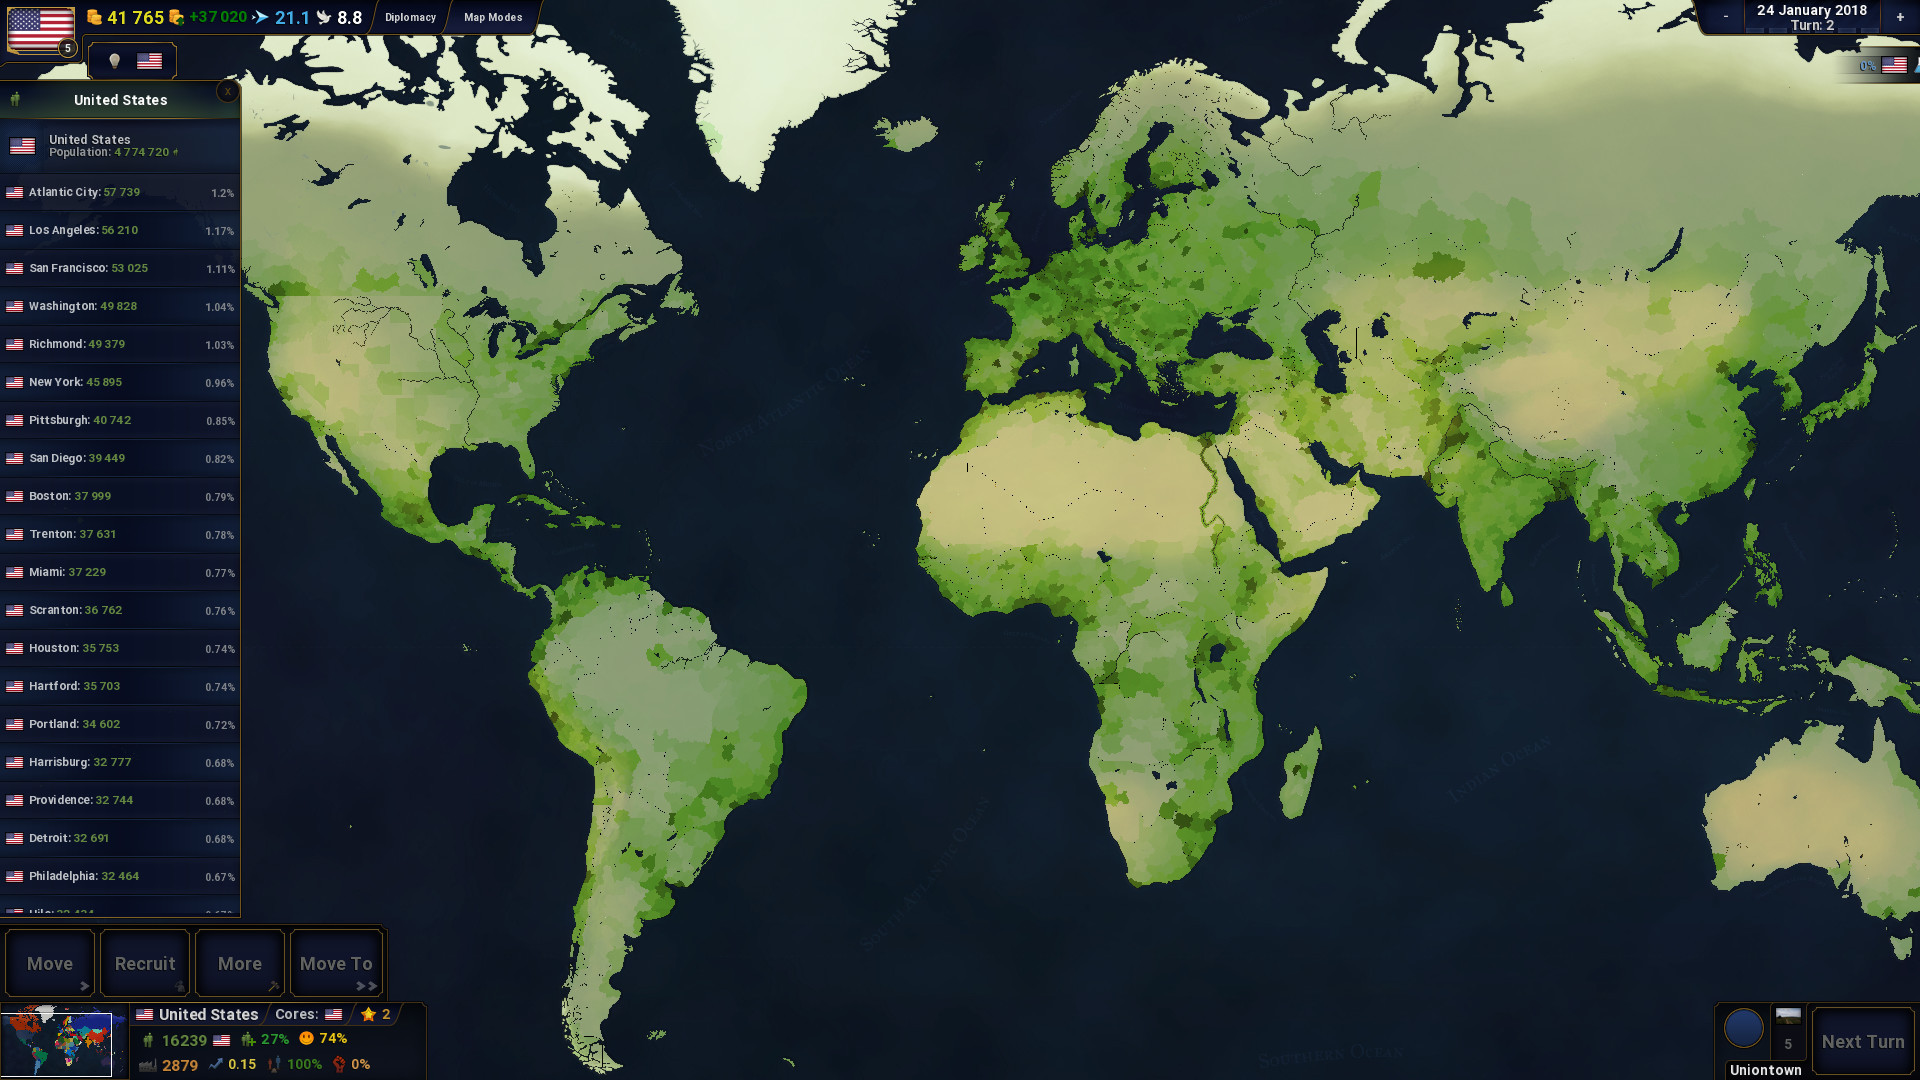 41 765 +37 020 21.1 8.8 Diplomacy Map Modes
- 24 January 2018 +
Turn: 2
5
0%
United States x
United States
Population: 4 774 720
Atlantic City: 57 739 1.2%
Los Angeles: 56 210 1.17%
San Francisco: 53 025 1.11%
Washington: 49 828 1.04%
Richmond: 49 379 1.03%
New York: 45 895 0.96%
Pittsburgh: 40 742 0.85%
San Diego: 39 449 0.82%
Boston: 37 999 0.79%
Trenton: 37 631 0.78%
Miami: 37 229 0.77%
Scranton: 36 762 0.76%
Houston: 35 753 0.74%
Hartford: 35 703 0.74%
Portland: 34 602 0.72%
Harrisburg: 32 777 0.68%
Providence: 32 744 0.68%
Detroit: 32 691 0.68%
Philadelphia: 32 464 0.67%
North Atlantic Ocean
South Atlantic Ocean
Indian Ocean
Southern Ocean
Move Recruit More Move To
United States Cores: 2
16239 27% 74%
2879 0.15 100% 0%
5 Next Turn
Uniontown